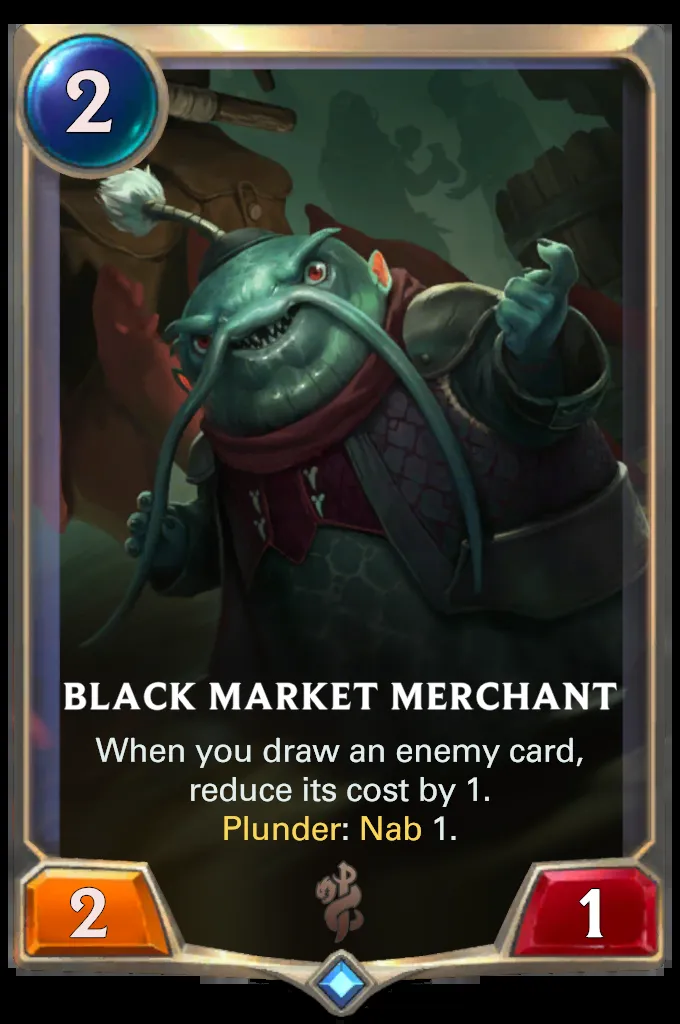 2
BLACK MARKET MERCHANT
When you draw an enemy card,
reduce its cost by 1.
Plunder: Nab 1.
2
1